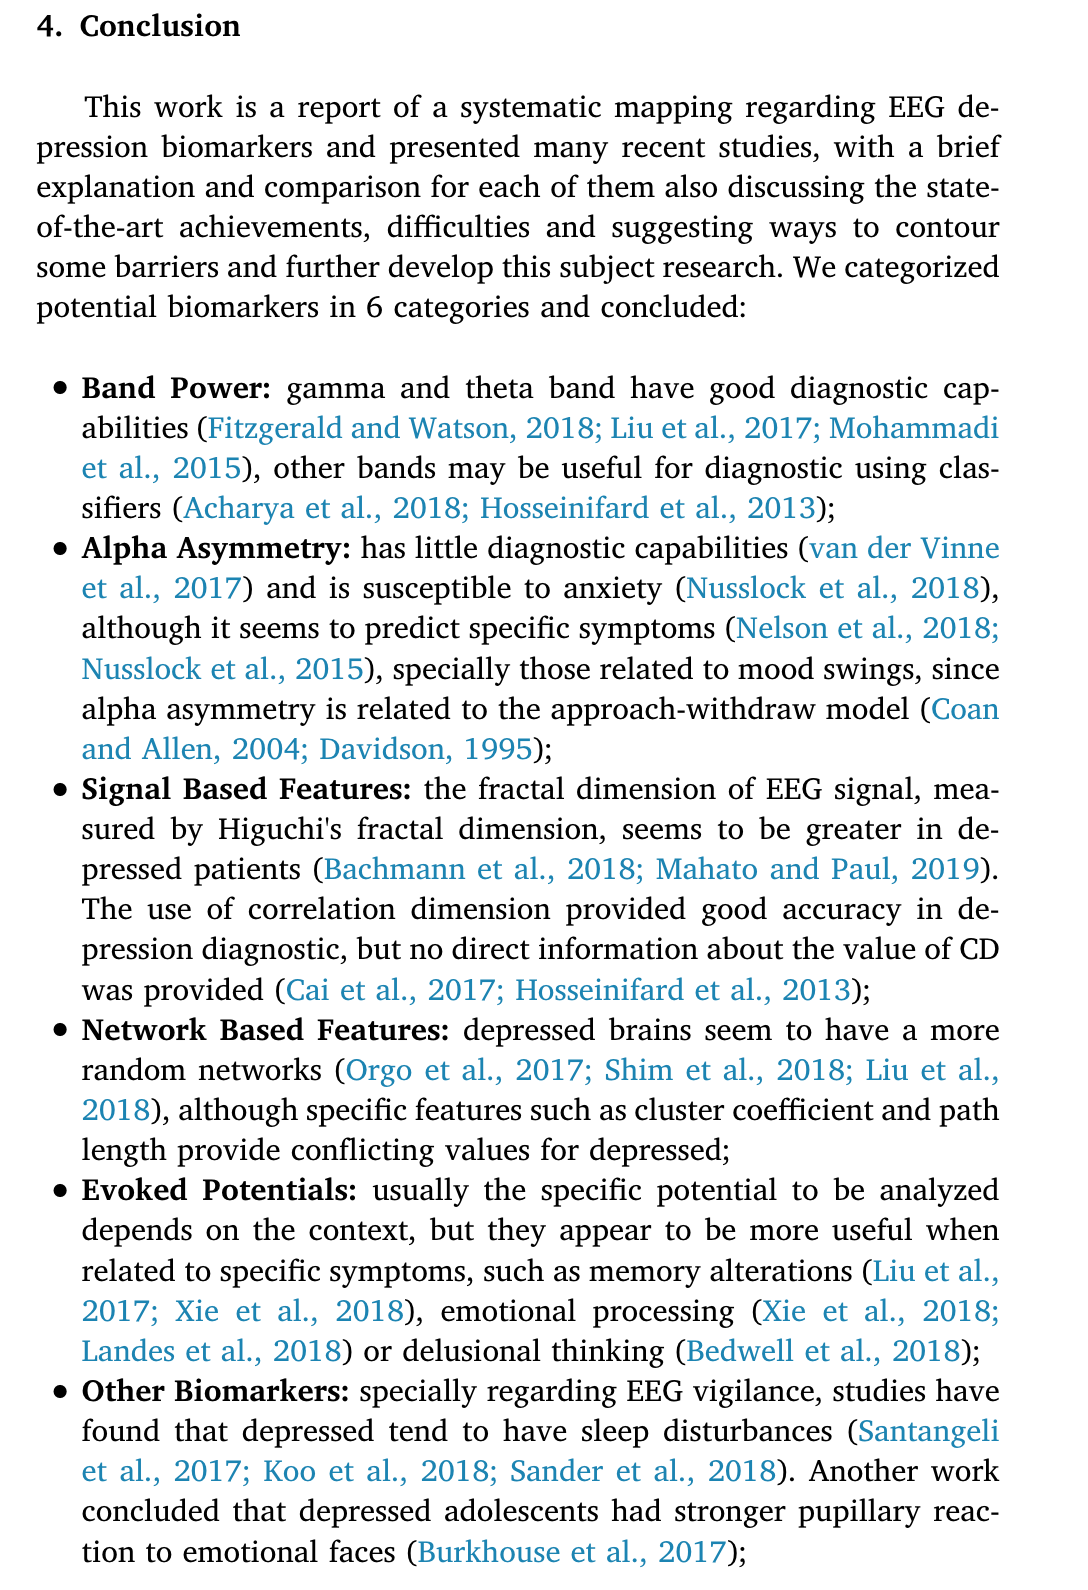 4. Conclusion
This work is a report of a systematic mapping regarding EEG de-
pression biomarkers and presented many recent studies, with a brief
explanation and comparison for each of them also discussing the state-
of-the-art achievements, difficulties and suggesting ways to contour
some barriers and further develop this subject research. We categorized
potential biomarkers in 6 categories and concluded:
• Band Power: gamma and theta band have good diagnostic cap-
abilities (Fitzgerald and Watson, 2018; Liu et al., 2017; Mohammadi
et al., 2015), other bands may be useful for diagnostic using clas-
sifiers (Acharya et al., 2018; Hosseinifard et al., 2013);
• Alpha Asymmetry: has little diagnostic capabilities (van der Vinne
et al., 2017) and is susceptible to anxiety (Nusslock et al., 2018),
although it seems to predict specific symptoms (Nelson et al., 2018;
Nusslock et al., 2015), specially those related to mood swings, since
alpha asymmetry is related to the approach-withdraw model (Coan
and Allen, 2004; Davidson, 1995);
• Signal Based Features: the fractal dimension of EEG signal, mea-
sured by Higuchi's fractal dimension, seems to be greater in de-
pressed patients (Bachmann et al., 2018; Mahato and Paul, 2019).
The use of correlation dimension provided good accuracy in de-
pression diagnostic, but no direct information about the value of CD
was provided (Cai et al., 2017; Hosseinifard et al., 2013);
• Network Based Features: depressed brains seem to have a more
random networks (Orgo et al., 2017; Shim et al., 2018; Liu et al.,
2018), although specific features such as cluster coefficient and path
length provide conflicting values for depressed;
• Evoked Potentials: usually the specific potential to be analyzed
depends on the context, but they appear to be more useful when
related to specific symptoms, such as memory alterations (Liu et al.,
2017; Xie et al., 2018), emotional processing (Xie et al., 2018;
Landes et al., 2018) or delusional thinking (Bedwell et al., 2018);
• Other Biomarkers: specially regarding EEG vigilance, studies have
found that depressed tend to have sleep disturbances (Santangeli
et al., 2017; Koo et al., 2018; Sander et al., 2018). Another work
concluded that depressed adolescents had stronger pupillary reac-
tion to emotional faces (Burkhouse et al., 2017);